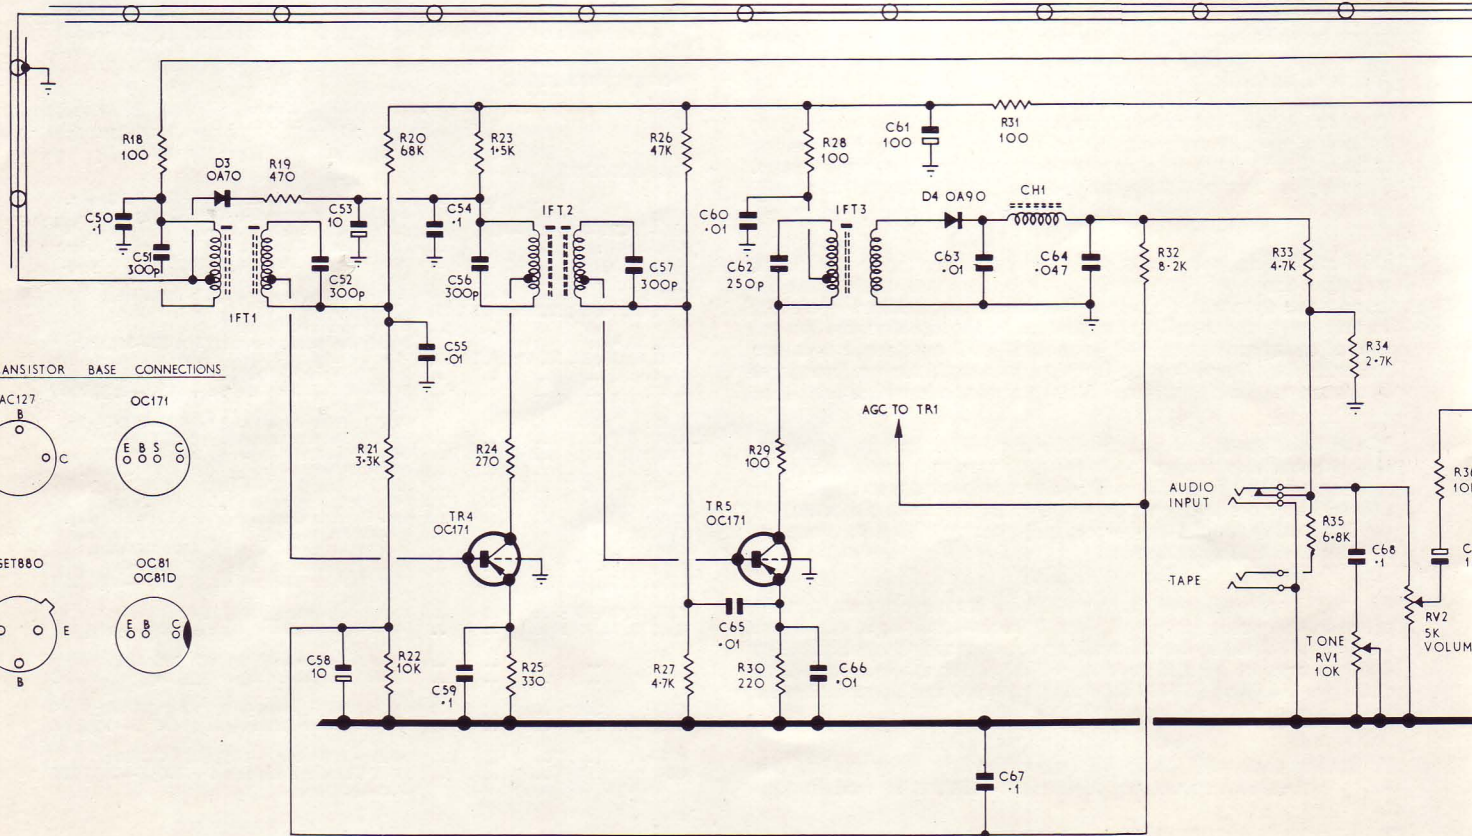 R18
100
D3
OA70
R19
470
R20
68K
R23
1·5K
R26
47K
R28
100
C61
100
R31
100
C50
·1
C51
300p
C53
10
C54
·1
IFT2
C60
·01
IFT3
D4 OA90
CH1
C52
300p
C56
300p
C57
300p
C62
250p
C63
·01
C64
·047
R32
8·2K
R33
4·7K
IFT1
C55
·01
R34
2·7K
ANSISTOR BASE CONNECTIONS
AC127
B
C
OC171
E B S C
AGC TO TR1
R21
3·3K
R24
270
R29
100
TR4
OC171
TR5
OC171
AUDIO
INPUT
R35
6·8K
TAPE
C68
·1
GET880
E
B
OC81
OC81D
E B C
C58
10
R22
10K
C59
·1
R25
330
R27
4·7K
C65
·01
R30
220
C66
·01
TONE
RV1
10K
RV2
5K
VOLUM
C67
·1